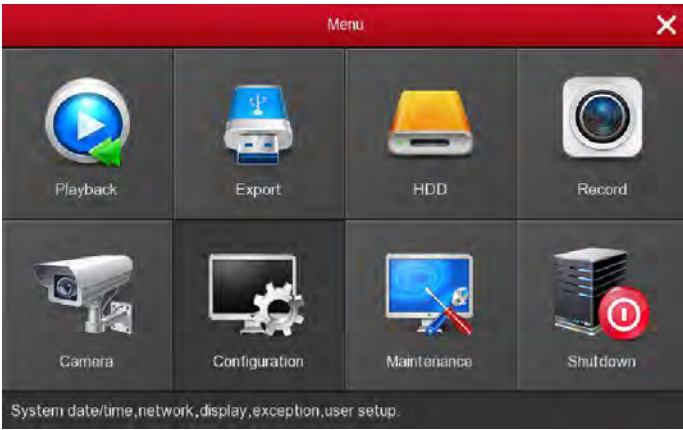 Menu
Playback
Export
HDD
Record
Camera
Configuration
Maintenance
Shutdown
System date/time,network,display,exception,user setup.